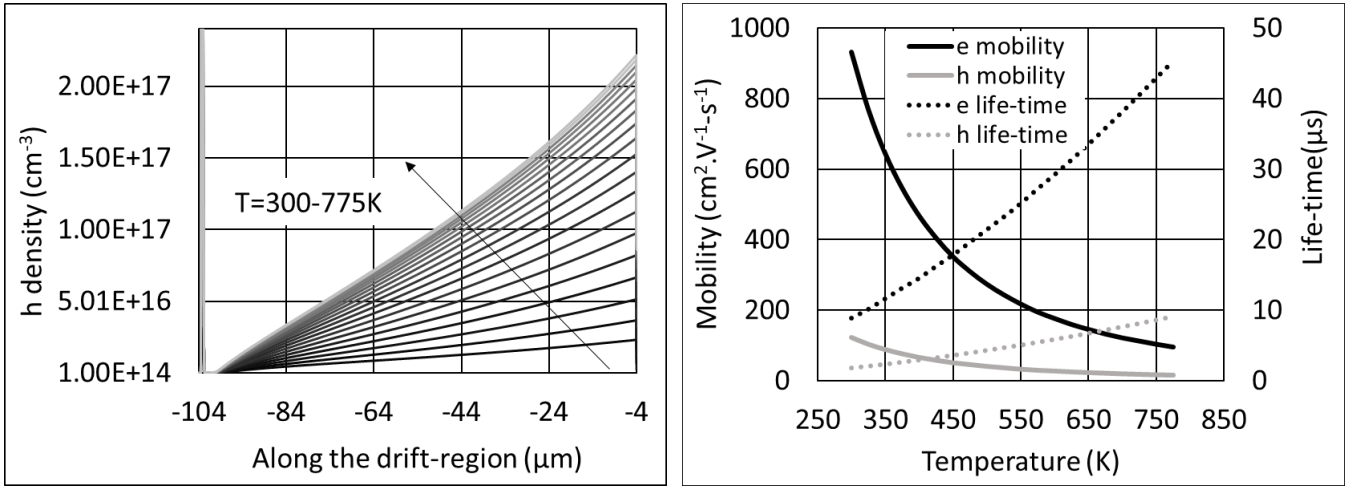 h density (cm⁻³)
2.00E+17
1.50E+17
1.00E+17
5.01E+16
1.00E+14
T=300-775K
-104
-84
-64
-44
-24
-4
Along the drift-region (μm)
Mobility (cm².V⁻¹-s⁻¹)
1000
800
600
400
200
0
e mobility
h mobility
e life-time
h life-time
50
40
30
20
10
0
Life-time(μs)
250
350
450
550
650
750
850
Temperature (K)